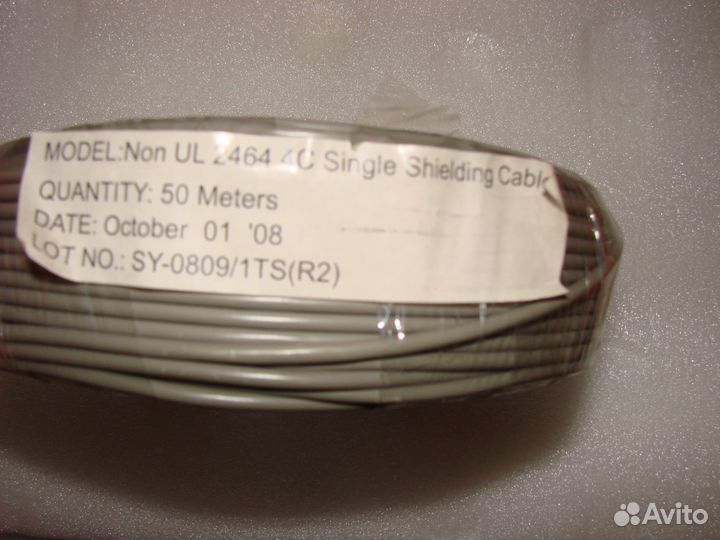 MODEL:Non UL 2464 4C Single Shielding Cable
QUANTITY: 50 Meters
DATE: October 01 '08
LOT NO.: SY-0809/1TS(R2)
Avito